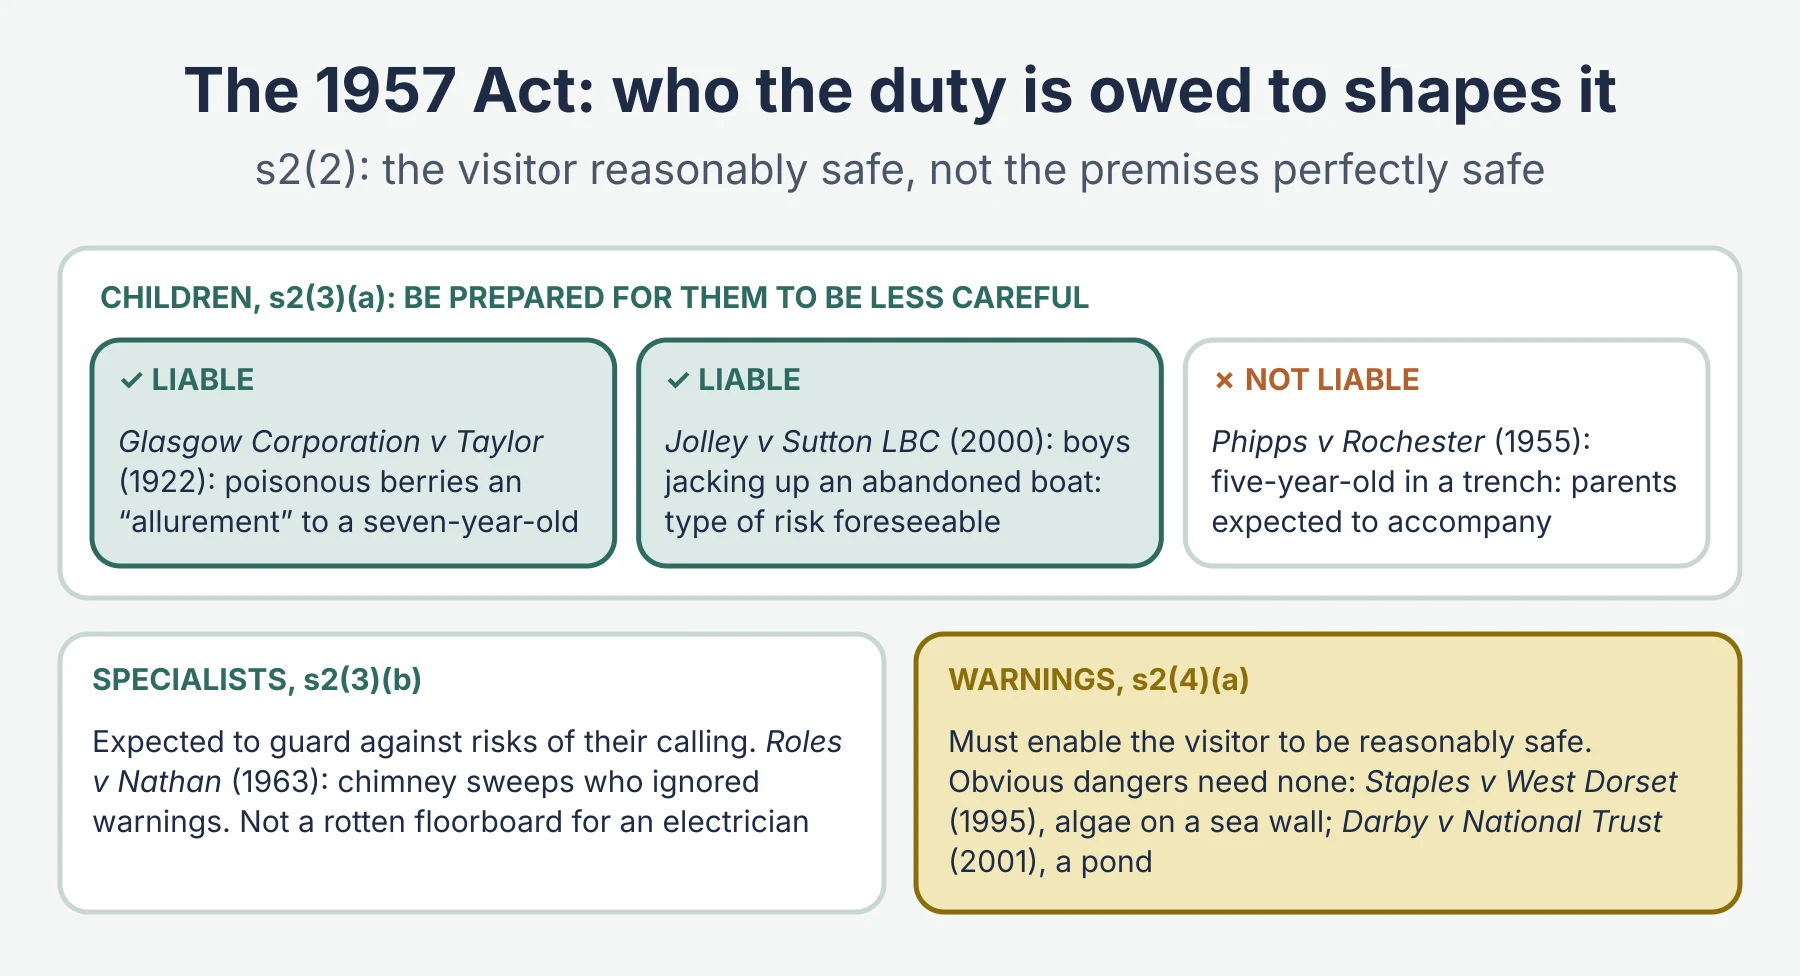 The 1957 Act: who the duty is owed to shapes it
s2(2): the visitor reasonably safe, not the premises perfectly safe
CHILDREN, s2(3)(a): BE PREPARED FOR THEM TO BE LESS CAREFUL
✓ LIABLE
Glasgow Corporation v Taylor
(1922): poisonous berries an
“allurement” to a seven-year-old
✓ LIABLE
Jolley v Sutton LBC (2000): boys
jacking up an abandoned boat:
type of risk foreseeable
× NOT LIABLE
Phipps v Rochester (1955):
five-year-old in a trench: parents
expected to accompany
SPECIALISTS, s2(3)(b)
Expected to guard against risks of their calling. Roles
v Nathan (1963): chimney sweeps who ignored
warnings. Not a rotten floorboard for an electrician
WARNINGS, s2(4)(a)
Must enable the visitor to be reasonably safe.
Obvious dangers need none: Staples v West Dorset
(1995), algae on a sea wall; Darby v National Trust
(2001), a pond